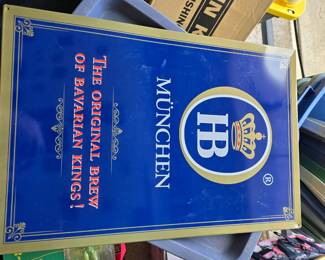 HB
®
MÜNCHEN
THE ORIGINAL BREW
OF BAVARIAN KINGS!